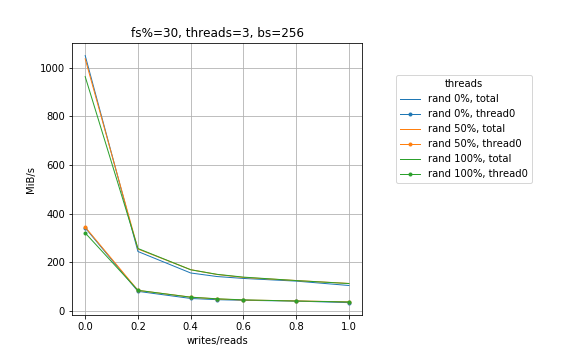 fs%=30, threads=3, bs=256
MiB/s
1000
800
600
400
200
0
0.0 0.2 0.4 0.6 0.8 1.0
writes/reads
threads
rand 0%, total
rand 0%, thread0
rand 50%, total
rand 50%, thread0
rand 100%, total
rand 100%, thread0